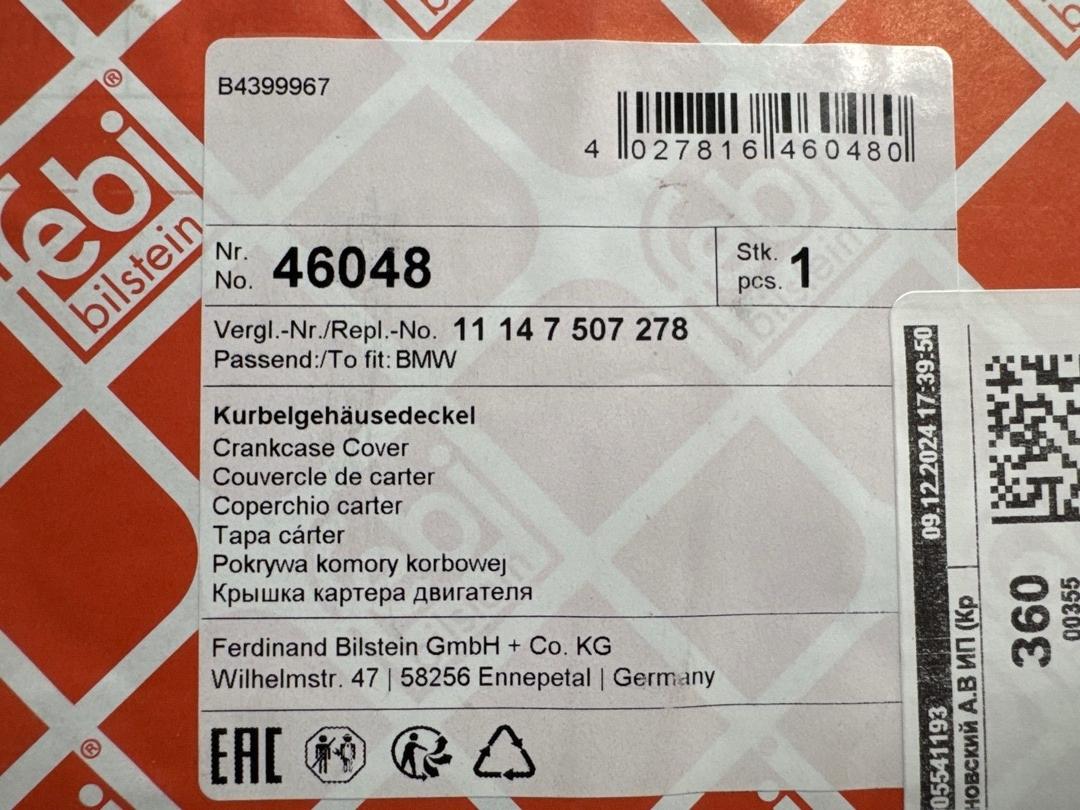 febi
®
bilstein
B4399967
4 027816 460480
Nr.
No. 46048
Stk.
pcs. 1
Vergl.-Nr./Repl.-No. 11 14 7 507 278
Passend:/To fit: BMW
Kurbelgehäusedeckel
Crankcase Cover
Couvercle de carter
Coperchio carter
Tapa cárter
Pokrywa komory korbowej
Крышка картера двигателя
Ferdinand Bilstein GmbH + Co. KG
Wilhelmstr. 47 | 58256 Ennepetal | Germany
EAC
®
09.12.2024 17:39:50
05541193
новский А.В ИП (Кр
360
00355